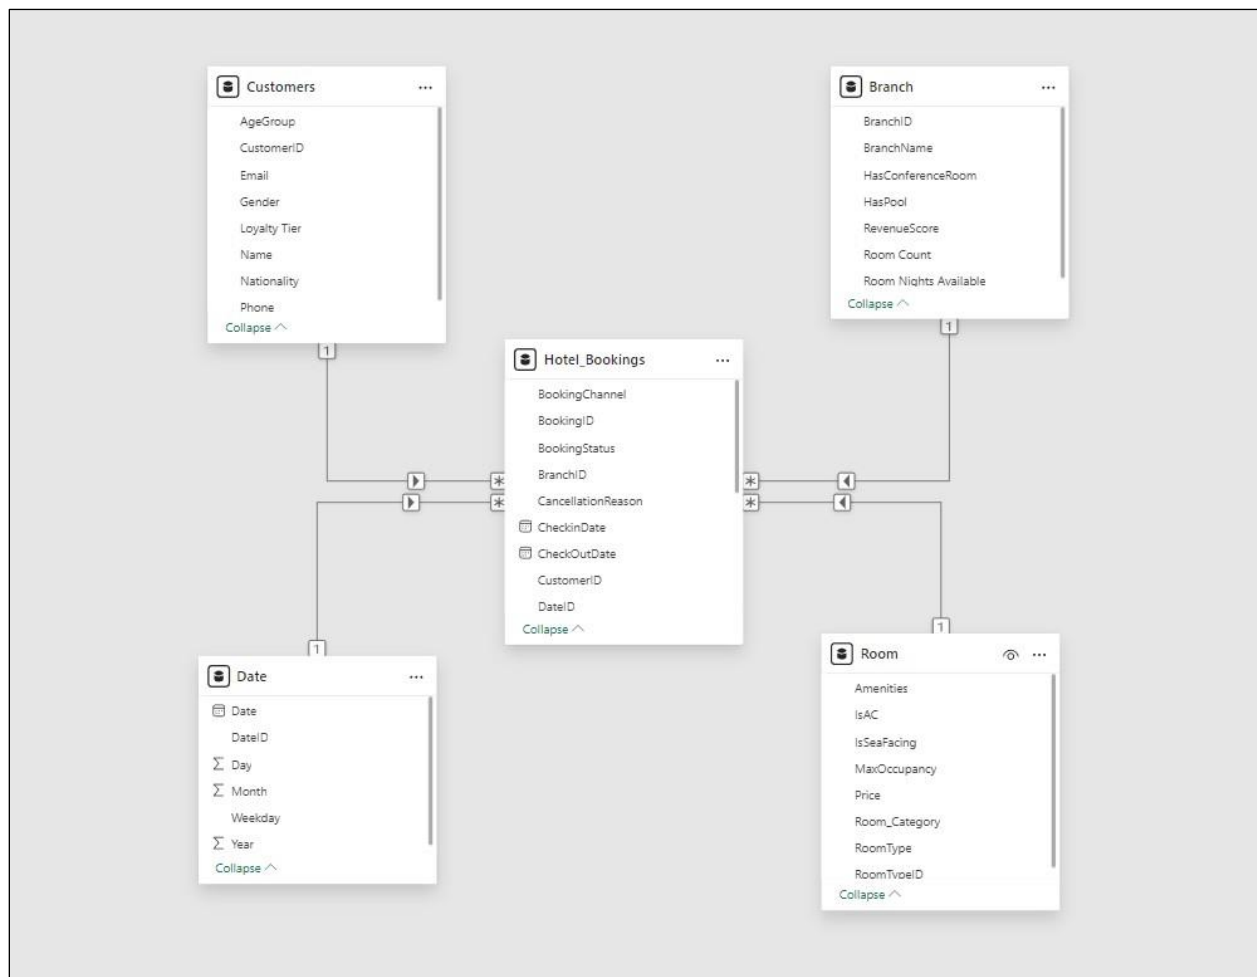 Customers
AgeGroup
CustomerID
Email
Gender
Loyalty Tier
Name
Nationality
Phone
Collapse
1
Branch
BranchID
BranchName
HasConferenceRoom
HasPool
RevenueScore
Room Count
Room Nights Available
Collapse
1
Hotel_Bookings
BookingChannel
BookingID
BookingStatus
BranchID
CancellationReason
CheckinDate
CheckOutDate
CustomerID
DateID
Collapse
*
*
*
*
1
Date
Date
DateID
Σ Day
Σ Month
Weekday
Σ Year
Collapse
1
Room
Amenities
IsAC
IsSeaFacing
MaxOccupancy
Price
Room_Category
RoomType
RoomTypeID
Collapse